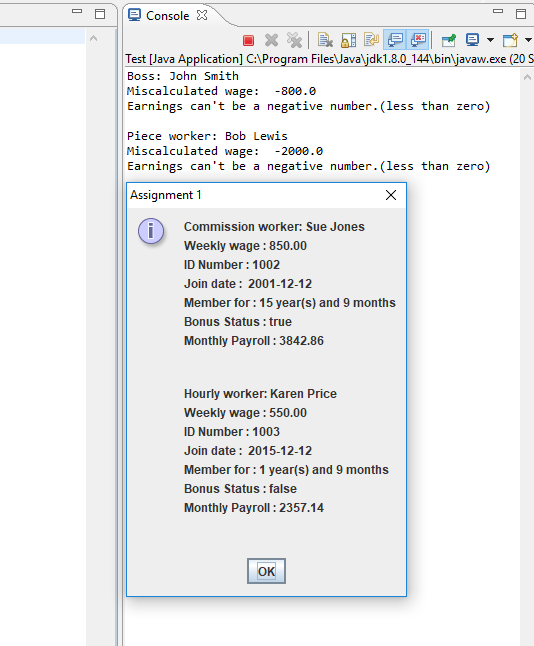 Console
Test [Java Application] C:\Program Files\Java\jdk1.8.0_144\bin\javaw.exe (20 S
Boss: John Smith
Miscalculated wage:  -800.0
Earnings can't be a negative number.(less than zero)
Piece worker: Bob Lewis
Miscalculated wage:  -2000.0
Earnings can't be a negative number.(less than zero)
Assignment 1
Commission worker: Sue Jones
Weekly wage : 850.00
ID Number : 1002
Join date :  2001-12-12
Member for : 15 year(s) and 9 months
Bonus Status : true
Monthly Payroll : 3842.86
Hourly worker: Karen Price
Weekly wage : 550.00
ID Number : 1003
Join date :  2015-12-12
Member for : 1 year(s) and 9 months
Bonus Status : false
Monthly Payroll : 2357.14
OK